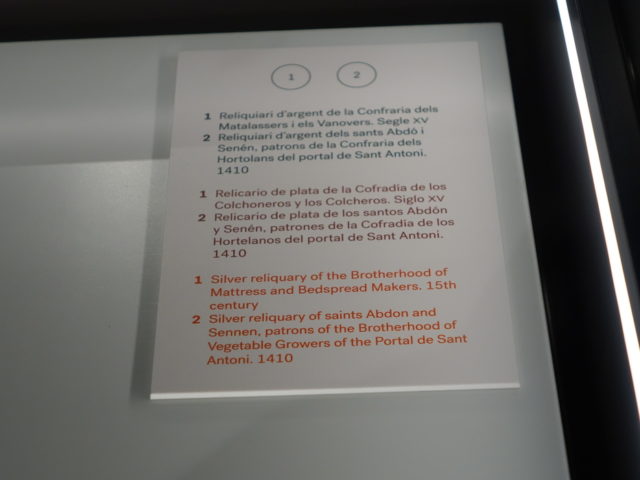 1 2
1 Reliquiari d'argent de la Confraria dels
Matalassers i els Vanovers. Segle XV
2 Reliquiari d'argent dels sants Abdó i
Senén, patrons de la Confraria dels
Hortolans del portal de Sant Antoni.
1410
1 Relicario de plata de la Cofradía de los
Colchoneros y los Colcheros. Siglo XV
2 Relicario de plata de los santos Abdón
y Senén, patrones de la Cofradía de los
Hortelanos del portal de Sant Antoni.
1410
1 Silver reliquary of the Brotherhood of
Mattress and Bedspread Makers. 15th
century
2 Silver reliquary of saints Abdon and
Sennen, patrons of the Brotherhood of
Vegetable Growers of the Portal de Sant
Antoni. 1410